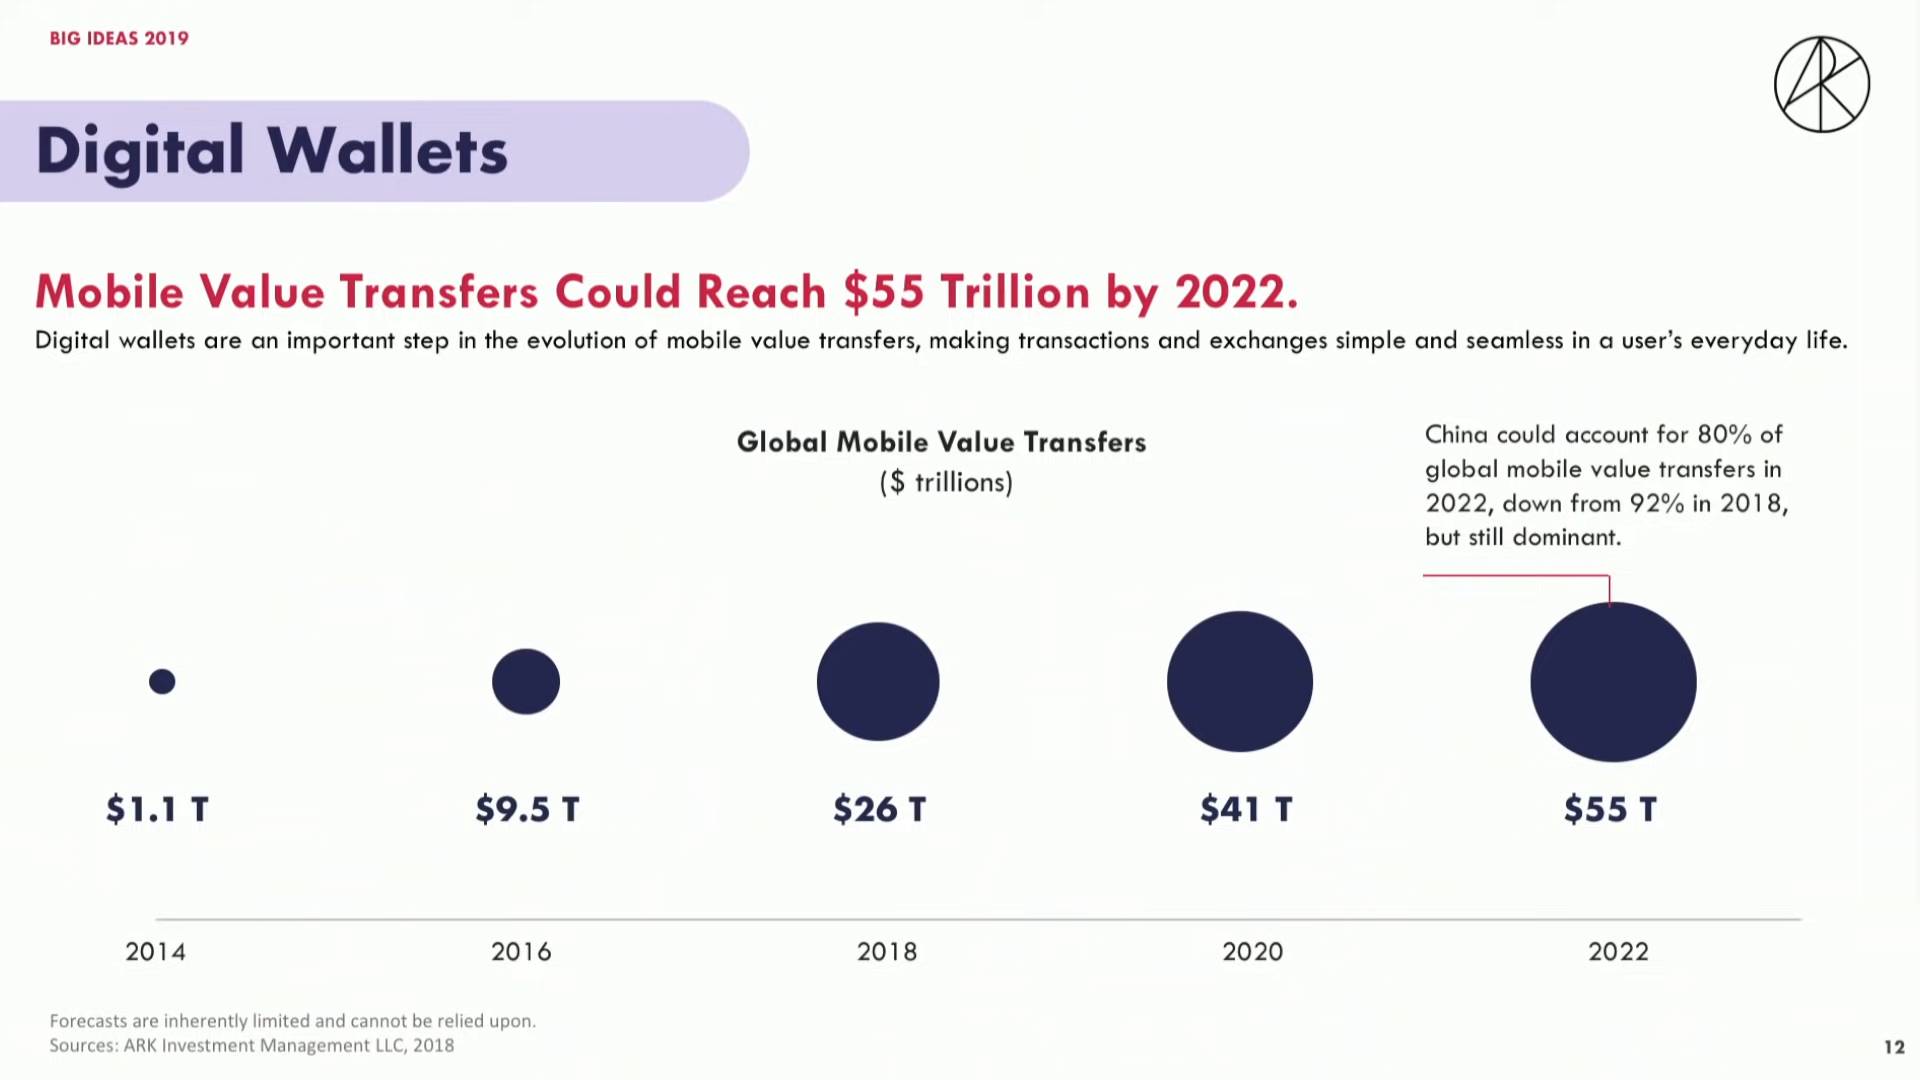 BIG IDEAS 2019
Digital Wallets
Mobile Value Transfers Could Reach $55 Trillion by 2022.
Digital wallets are an important step in the evolution of mobile value transfers, making transactions and exchanges simple and seamless in a user’s everyday life.
Global Mobile Value Transfers
($ trillions)
China could account for 80% of
global mobile value transfers in
2022, down from 92% in 2018,
but still dominant.
$1.1 T
$9.5 T
$26 T
$41 T
$55 T
2014
2016
2018
2020
2022
Forecasts are inherently limited and cannot be relied upon.
Sources: ARK Investment Management LLC, 2018
12
ARK